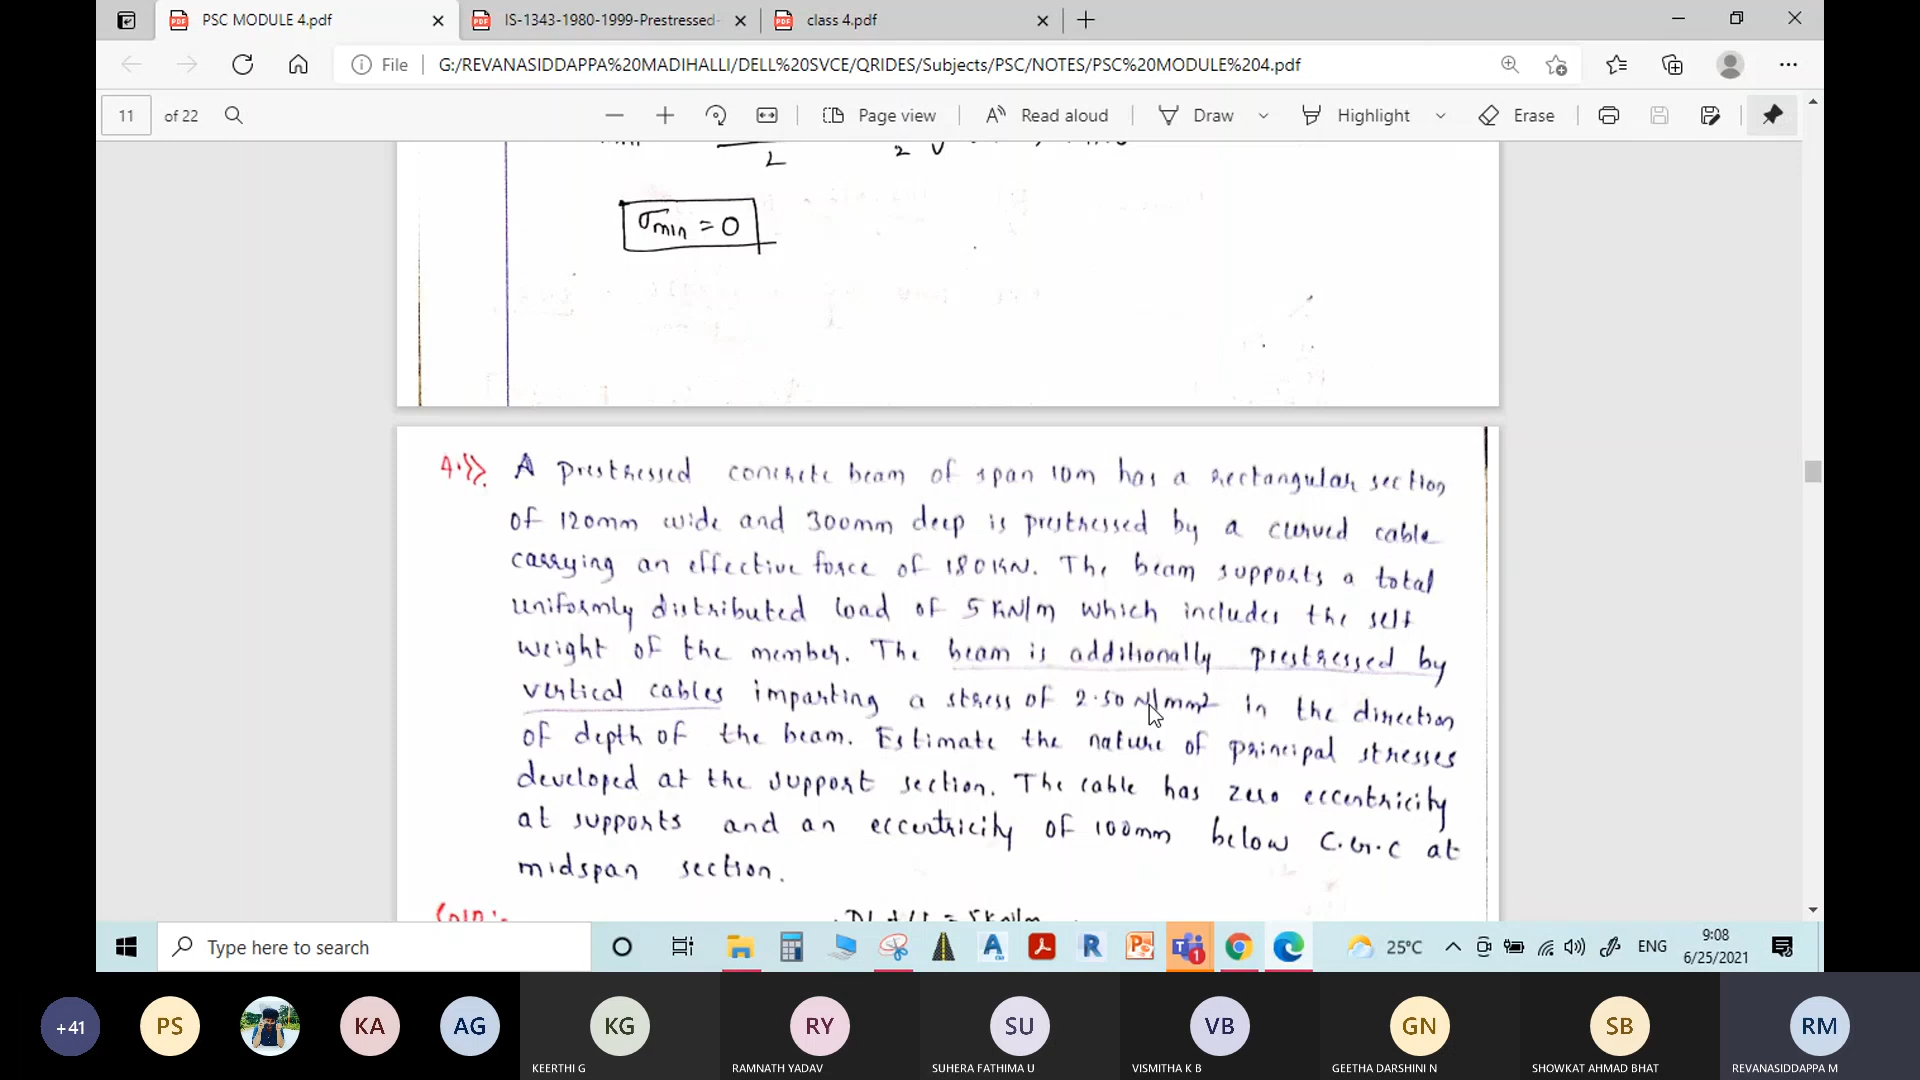 PSC MODULE 4.pdf
IS-1343-1980-1999-Prestressed-
class 4.pdf
File
G:/REVANASIDDAPPA%20MADIHALLI/DELL%20SVCE/QRIDES/Subjects/PSC/NOTES/PSC%20MODULE%204.pdf
11 of 22
Page view
Read aloud
Draw
Highlight
Erase
σmin = 0
4.
A prestressed concrete beam of span 10m has a rectangular section
of 120mm wide and 300mm deep is prestressed by a curved cable
carrying an effective force of 180KN. The beam supports a total
uniformly distributed load of 5KN/m which includes the self
weight of the member. The beam is additionally prestressed by
vertical cables imparting a stress of 2.50 N/mm² in the direction
of depth of the beam. Estimate the nature of principal stresses
developed at the support section. The cable has zero eccentricity
at supports and an eccentricity of 100mm below C.G.C at
midspan section.
Type here to search
25°C
ENG
9:08
6/25/2021
1
+41
PS
KA
AG
KG
RY
SU
VB
GN
SB
RM
KEERTHI G
RAMNATH YADAV
SUHERA FATHIMA U
VISMITHA K B
GEETHA DARSHINI N
SHOWKAT AHMAD BHAT
REVANASIDDAPPA M